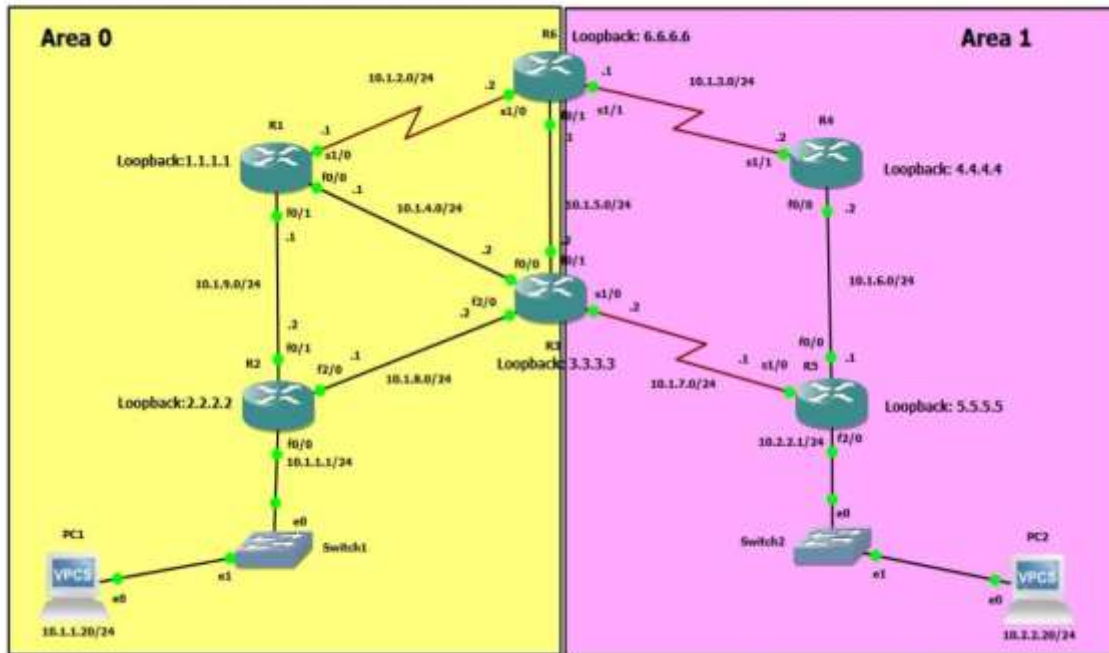 Area 0
R6
Loopback: 6.6.6.6
Area 1
10.1.2.0/24
.2
s1/0
.1
s1/1
10.1.3.0/24
f0/1
.1
R1
.1
s1/0
Loopback:1.1.1.1
f0/0
.1
R4
.2
s1/1
Loopback: 4.4.4.4
f0/0
.2
f0/1
.1
10.1.4.0/24
10.1.5.0/24
.2
f0/0
.2
f0/1
10.1.9.0/24
10.1.6.0/24
f2/0
.2
s1/0
.2
R3
Loopback: 3.3.3.3
.2
f0/1
R2
f2/0
.1
10.1.8.0/24
Loopback:2.2.2.2
10.1.7.0/24
f0/0
.1
.1
s1/0
R5
Loopback: 5.5.5.5
f0/0
10.1.1.1/24
10.2.2.1/24
f2/0
e0
Switch1
e1
PC1
VPCS
e0
10.1.1.20/24
e0
Switch2
e1
PC2
VPCS
e0
10.2.2.20/24